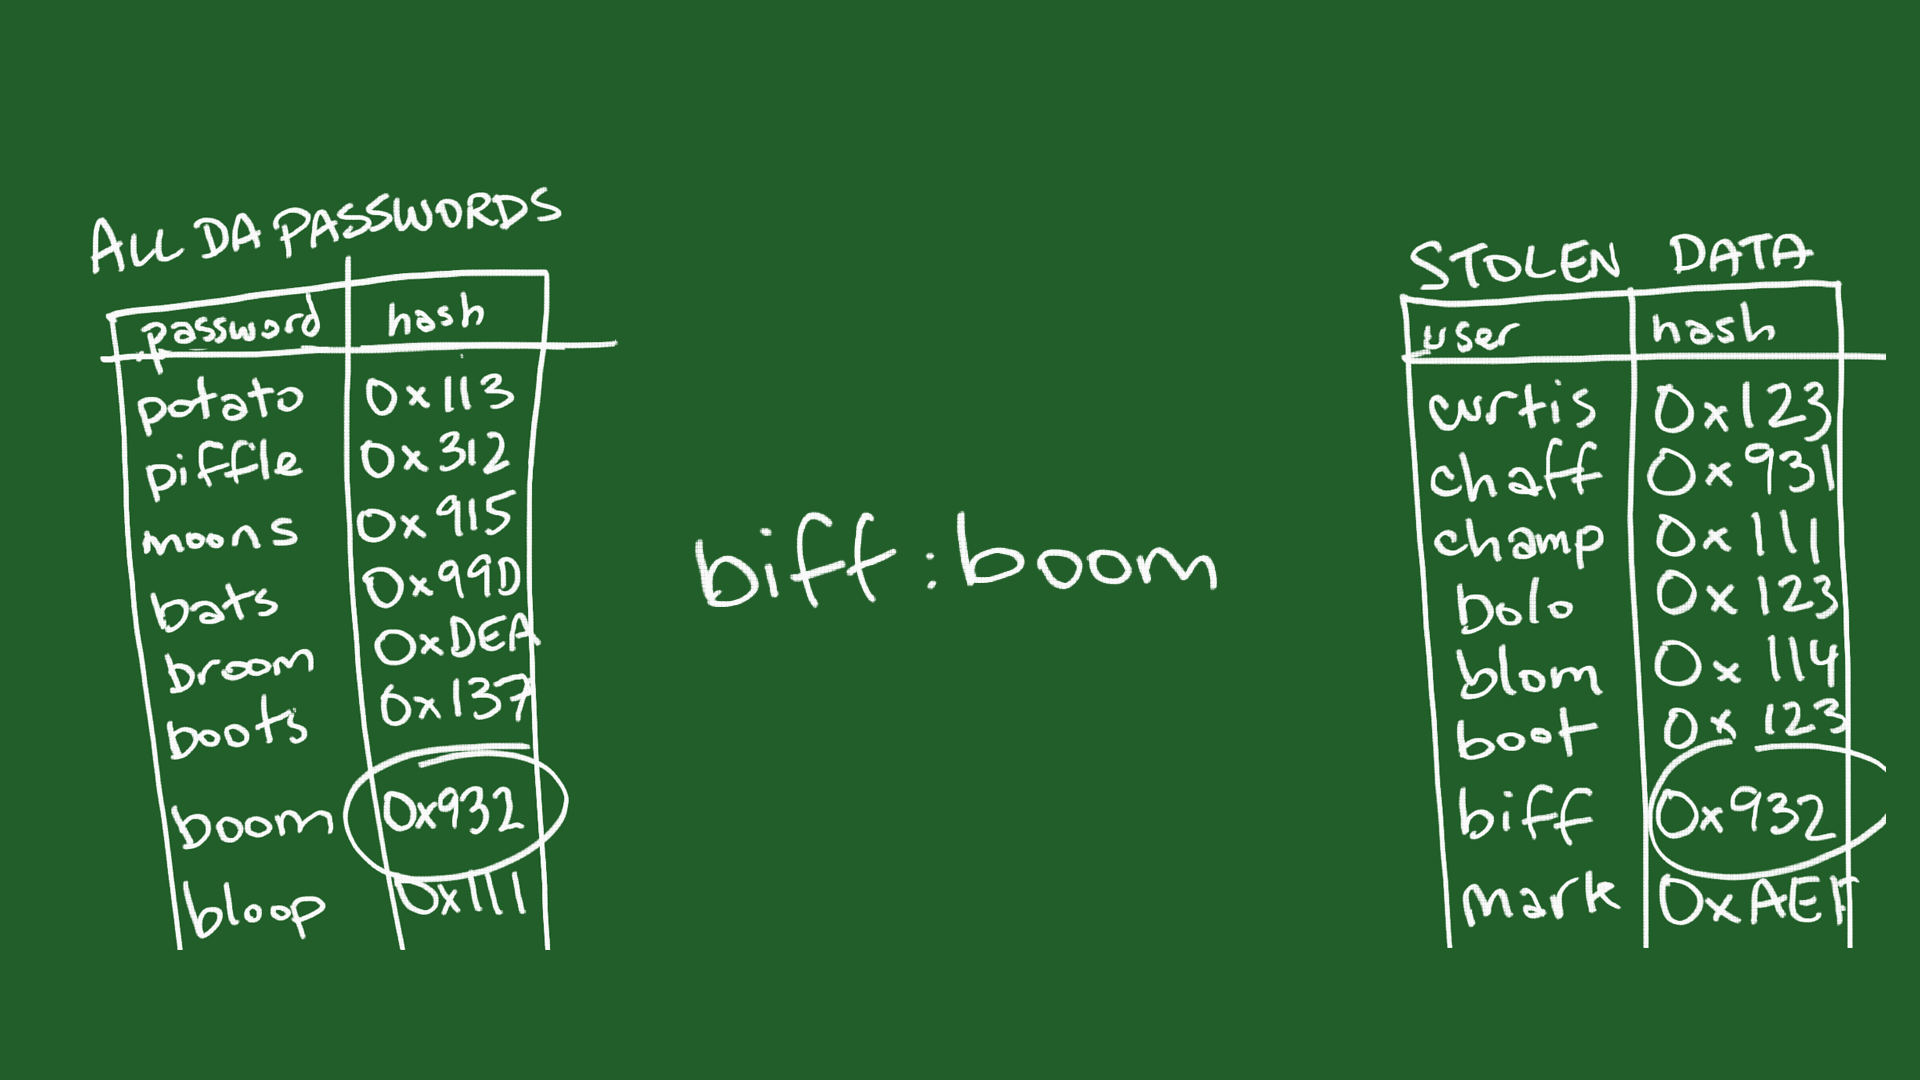 ALL DA PASSWORDS
password hash
potato 0x113
piffle 0x312
moons 0x915
bats 0x99D
broom 0xDEA
boots 0x137
boom 0x932
bloop 0x111
biff:boom
STOLEN DATA
user hash
curtis 0x123
chaff 0x931
champ 0x111
bolo 0x123
blom 0x114
boot 0x123
biff 0x932
mark 0xAEF